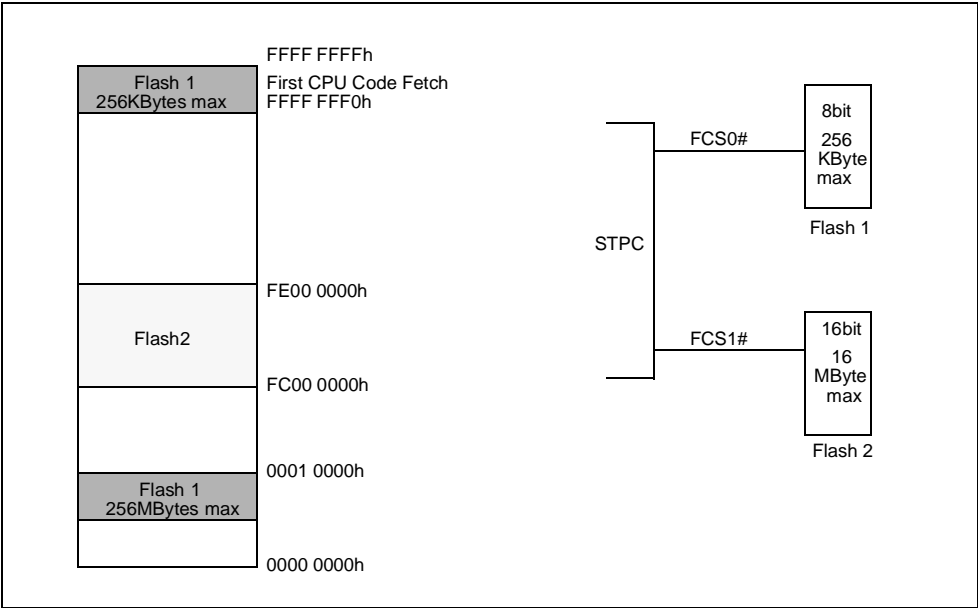 FFFF FFFFh
Flash 1
256KBytes max
First CPU Code Fetch
FFFF FFF0h
FE00 0000h
Flash2
FC00 0000h
0001 0000h
Flash 1
256MBytes max
0000 0000h
STPC
FCS0#
8bit
256
KByte
max
Flash 1
FCS1#
16bit
16
MByte
max
Flash 2